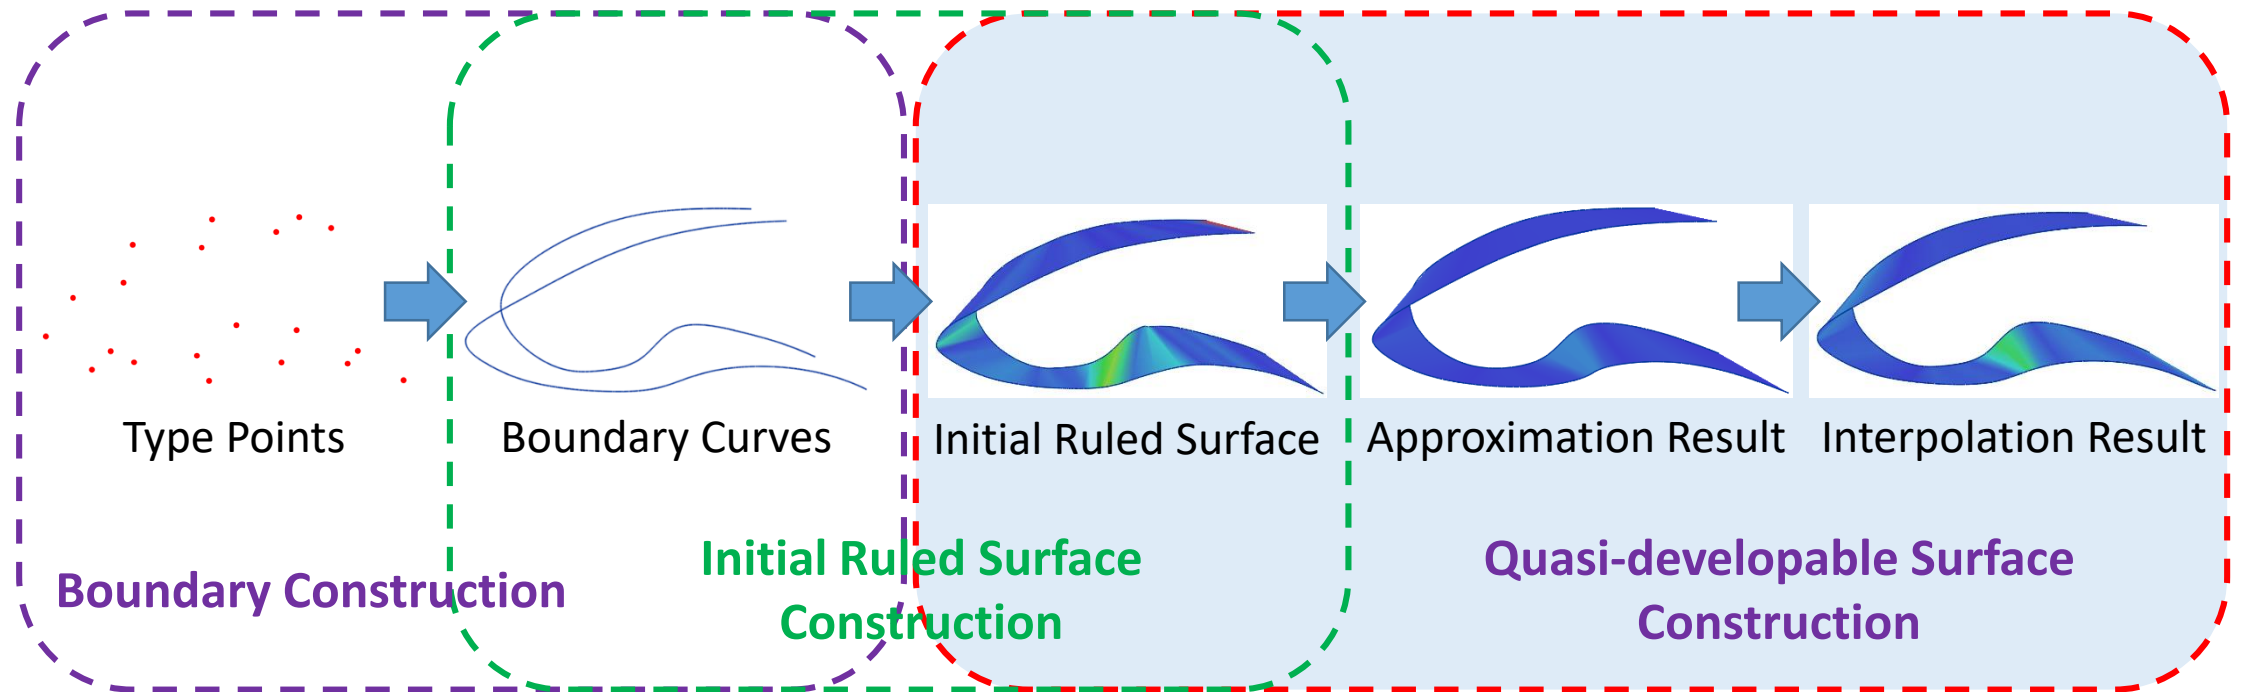 Type Points
Boundary Curves
Initial Ruled Surface
Approximation Result
Interpolation Result
Boundary Construction
Initial Ruled Surface
Construction
Quasi-developable Surface
Construction